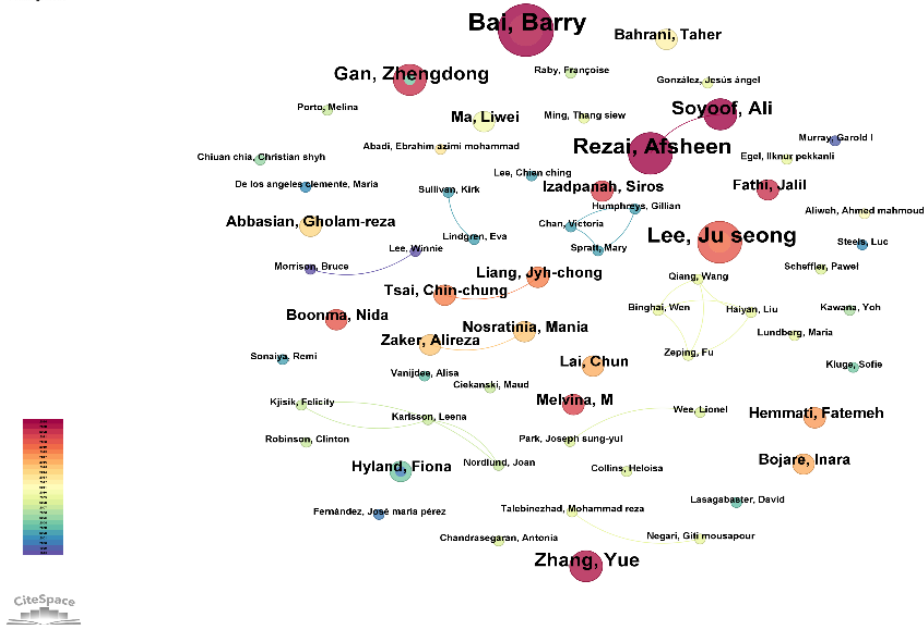 Bai, Barry
Bahrani, Taher
Gan, Zhengdong
Raby, Françoise
González, Jesús ángel
Porto, Melina
Ma, Liwei
Ming, Thang siew
Soyoof, Ali
Abadi, Ebrahim azimi mohammad
Rezai, Afsheen
Murray, Garold l
Chiuan chia, Christian shyh
Egel, Ilknur pekkanli
Lee, Chien ching
De los angeles clemente, Maria
Sullivan, Kirk
Izadpanah, Siros
Fathi, Jalil
Humphreys, Gillian
Aliweh, Ahmed mahmoud
Abbasian, Gholam-reza
Chan, Victoria
Lindgren, Eva
Lee, Ju seong
Lee, Winnie
Spratt, Mary
Steels, Luc
Morrison, Bruce
Liang, Jyh-chong
Qiang, Wang
Scheffler, Pawel
Tsai, Chin-chung
Binghai, Wen
Haiyan, Liu
Kawana, Yoh
Boonma, Nida
Nosratinia, Mania
Lundberg, Maria
Zaker, Alireza
Zeping, Fu
Sonaiya, Remi
Lai, Chun
Kluge, Sofie
Vanijdee, Alisa
Ciekanski, Maud
Kjisik, Felicity
Melvina, M
Karlsson, Leena
Wee, Lionel
Hemmati, Fatemeh
Robinson, Clinton
Park, Joseph sung-yul
Nordlund, Joan
Hyland, Fiona
Collins, Heloisa
Bojare, Inara
Lasagabaster, David
Fernández, José maría pérez
Talebinezhad, Mohammad reza
Chandrasegaran, Antonia
Negari, Giti mousapour
Zhang, Yue
CiteSpace